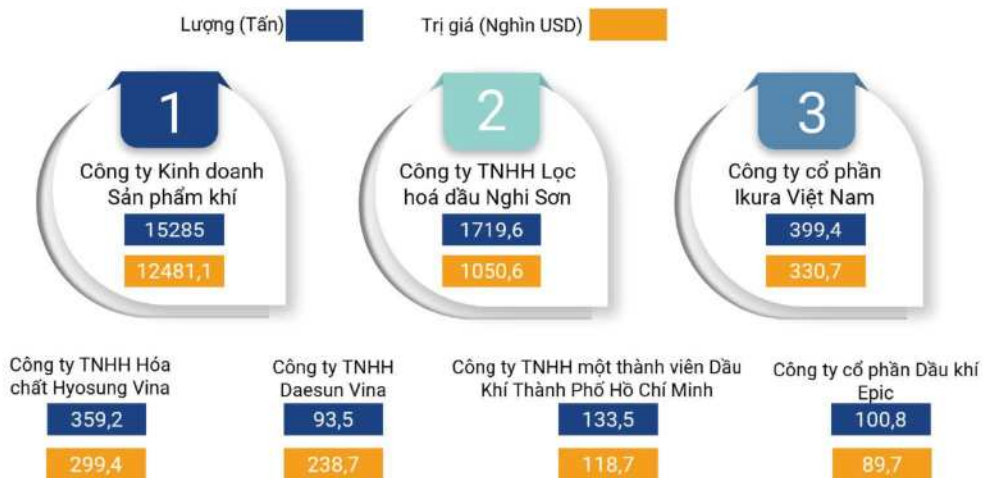 Lượng (Tấn)
Trị giá (Nghìn USD)
1
Công ty Kinh doanh
Sản phẩm khí
15285
12481,1
2
Công ty TNHH Lọc
hoá dầu Nghi Sơn
1719,6
1050,6
3
Công ty cổ phần
Ikura Việt Nam
399,4
330,7
Công ty TNHH Hóa
chất Hyosung Vina
359,2
299,4
Công ty TNHH
Daesun Vina
93,5
238,7
Công ty TNHH một thành viên Dầu
Khí Thành Phố Hồ Chí Minh
133,5
118,7
Công ty cổ phần Dầu khí
Epic
100,8
89,7